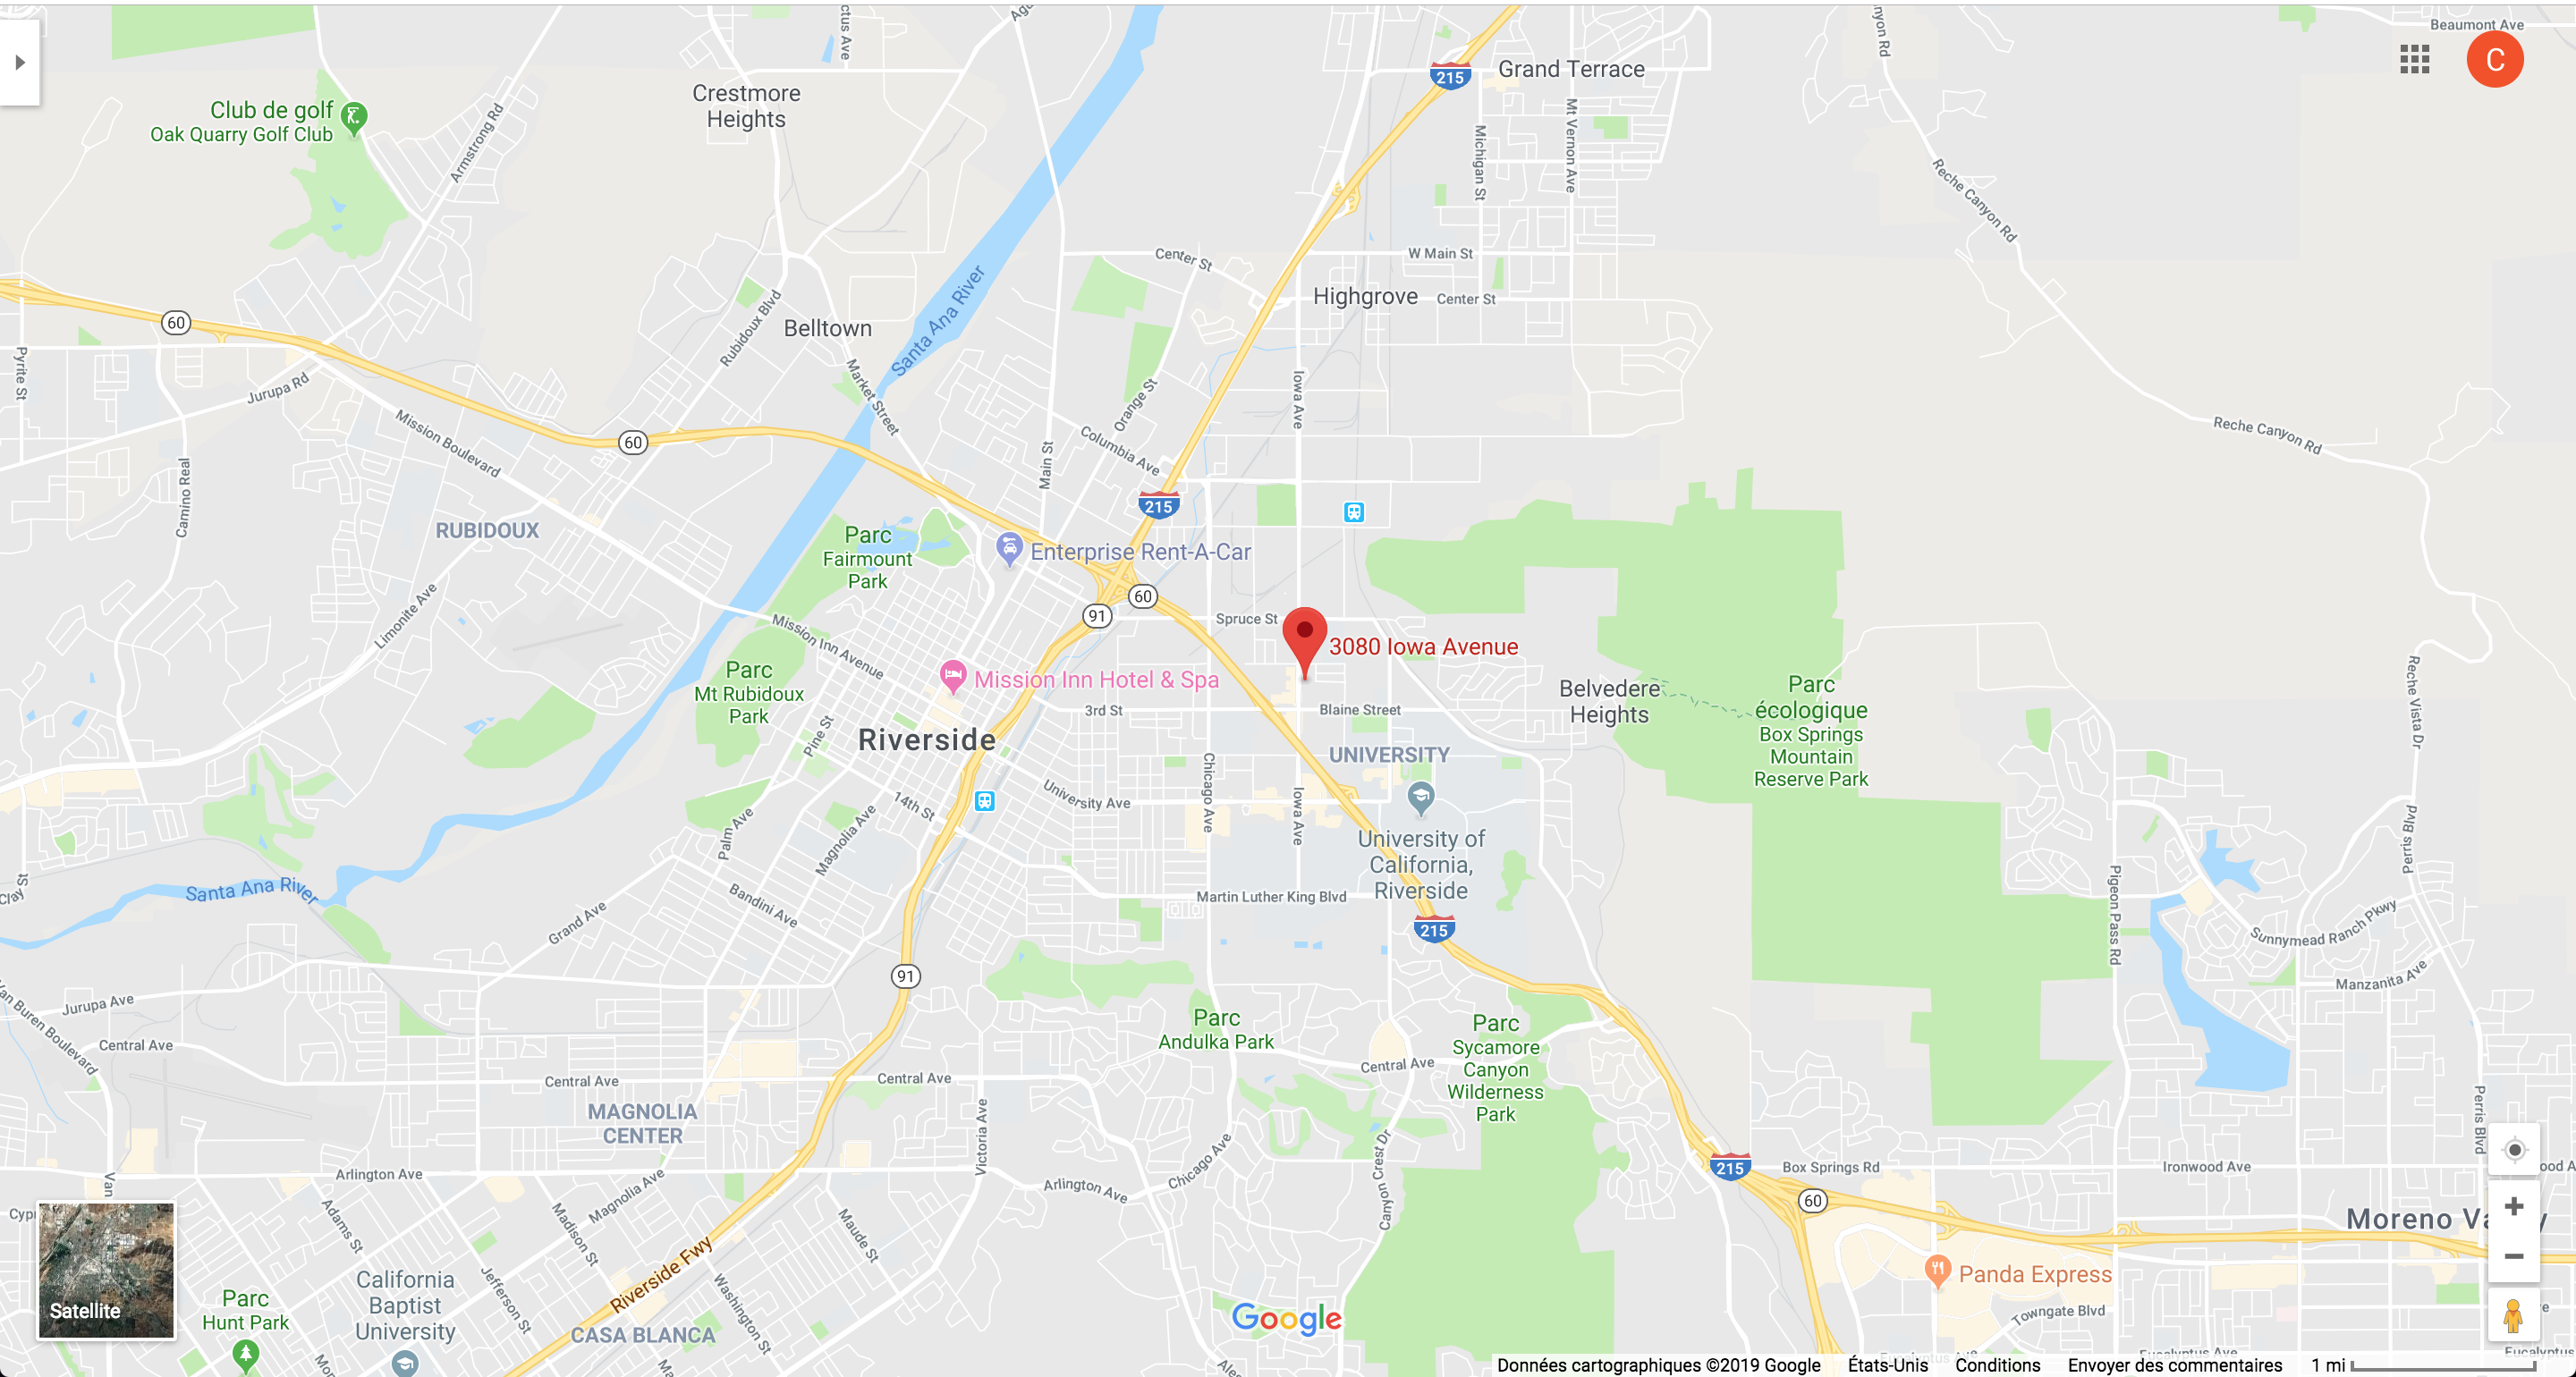 Beaumont Ave
C
215
Grand Terrace
Crestmore
Heights
Club de golf
Oak Quarry Golf Club
Armstrong Rd
Michigan St
Mt Vernon Ave
Reche Canyon Rd
Center St
W Main St
Highgrove
Center St
Santa Ana River
60
Belltown
Rubidoux Blvd
Pyrite St
Jurupa Rd
Market Street
Iowa Ave
Orange St
Mission Boulevard
60
Columbia Ave
Main St
Reche Canyon Rd
Camino Real
215
RUBIDOUX
Parc
Fairmount
Park
Enterprise Rent-A-Car
60
91
Spruce St
Limonite Ave
Mission Inn Avenue
3080 Iowa Avenue
Parc
Mt Rubidoux
Park
Mission Inn Hotel & Spa
Belvedere
Heights
Parc
écologique
Box Springs
Mountain
Reserve Park
3rd St
Blaine Street
Reche Vista Dr
Pine St
Riverside
UNIVERSITY
Chicago Ave
University Ave
Iowa Ave
14th St
Palm Ave
Magnolia Ave
University of
California,
Riverside
Perris Blvd
Clay St
Santa Ana River
Bandini Ave
Martin Luther King Blvd
Grand Ave
215
Pigeon Pass Rd
Sunnymead Ranch Pkwy
91
Manzanita Ave
Jurupa Ave
Parc
Andulka Park
Parc
Sycamore
Canyon
Wilderness
Park
Central Ave
Central Ave
Central Ave
Central Ave
MAGNOLIA
CENTER
Victoria Ave
Perris Blvd
Chicago Ave
Canyon Crest Dr
Arlington Ave
215
Box Springs Rd
Ironwood Ave
Van
Magnolia Ave
Arlington Ave
60
Adams St
Madison St
Maude St
Moreno Va
Riverside Fwy
Panda Express
California
Baptist
University
Jefferson St
Washington St
Parc
Hunt Park
Satellite
CASA BLANCA
Google
Towngate Blvd
Données cartographiques ©2019 Google États-Unis Conditions Envoyer des commentaires 1 mi